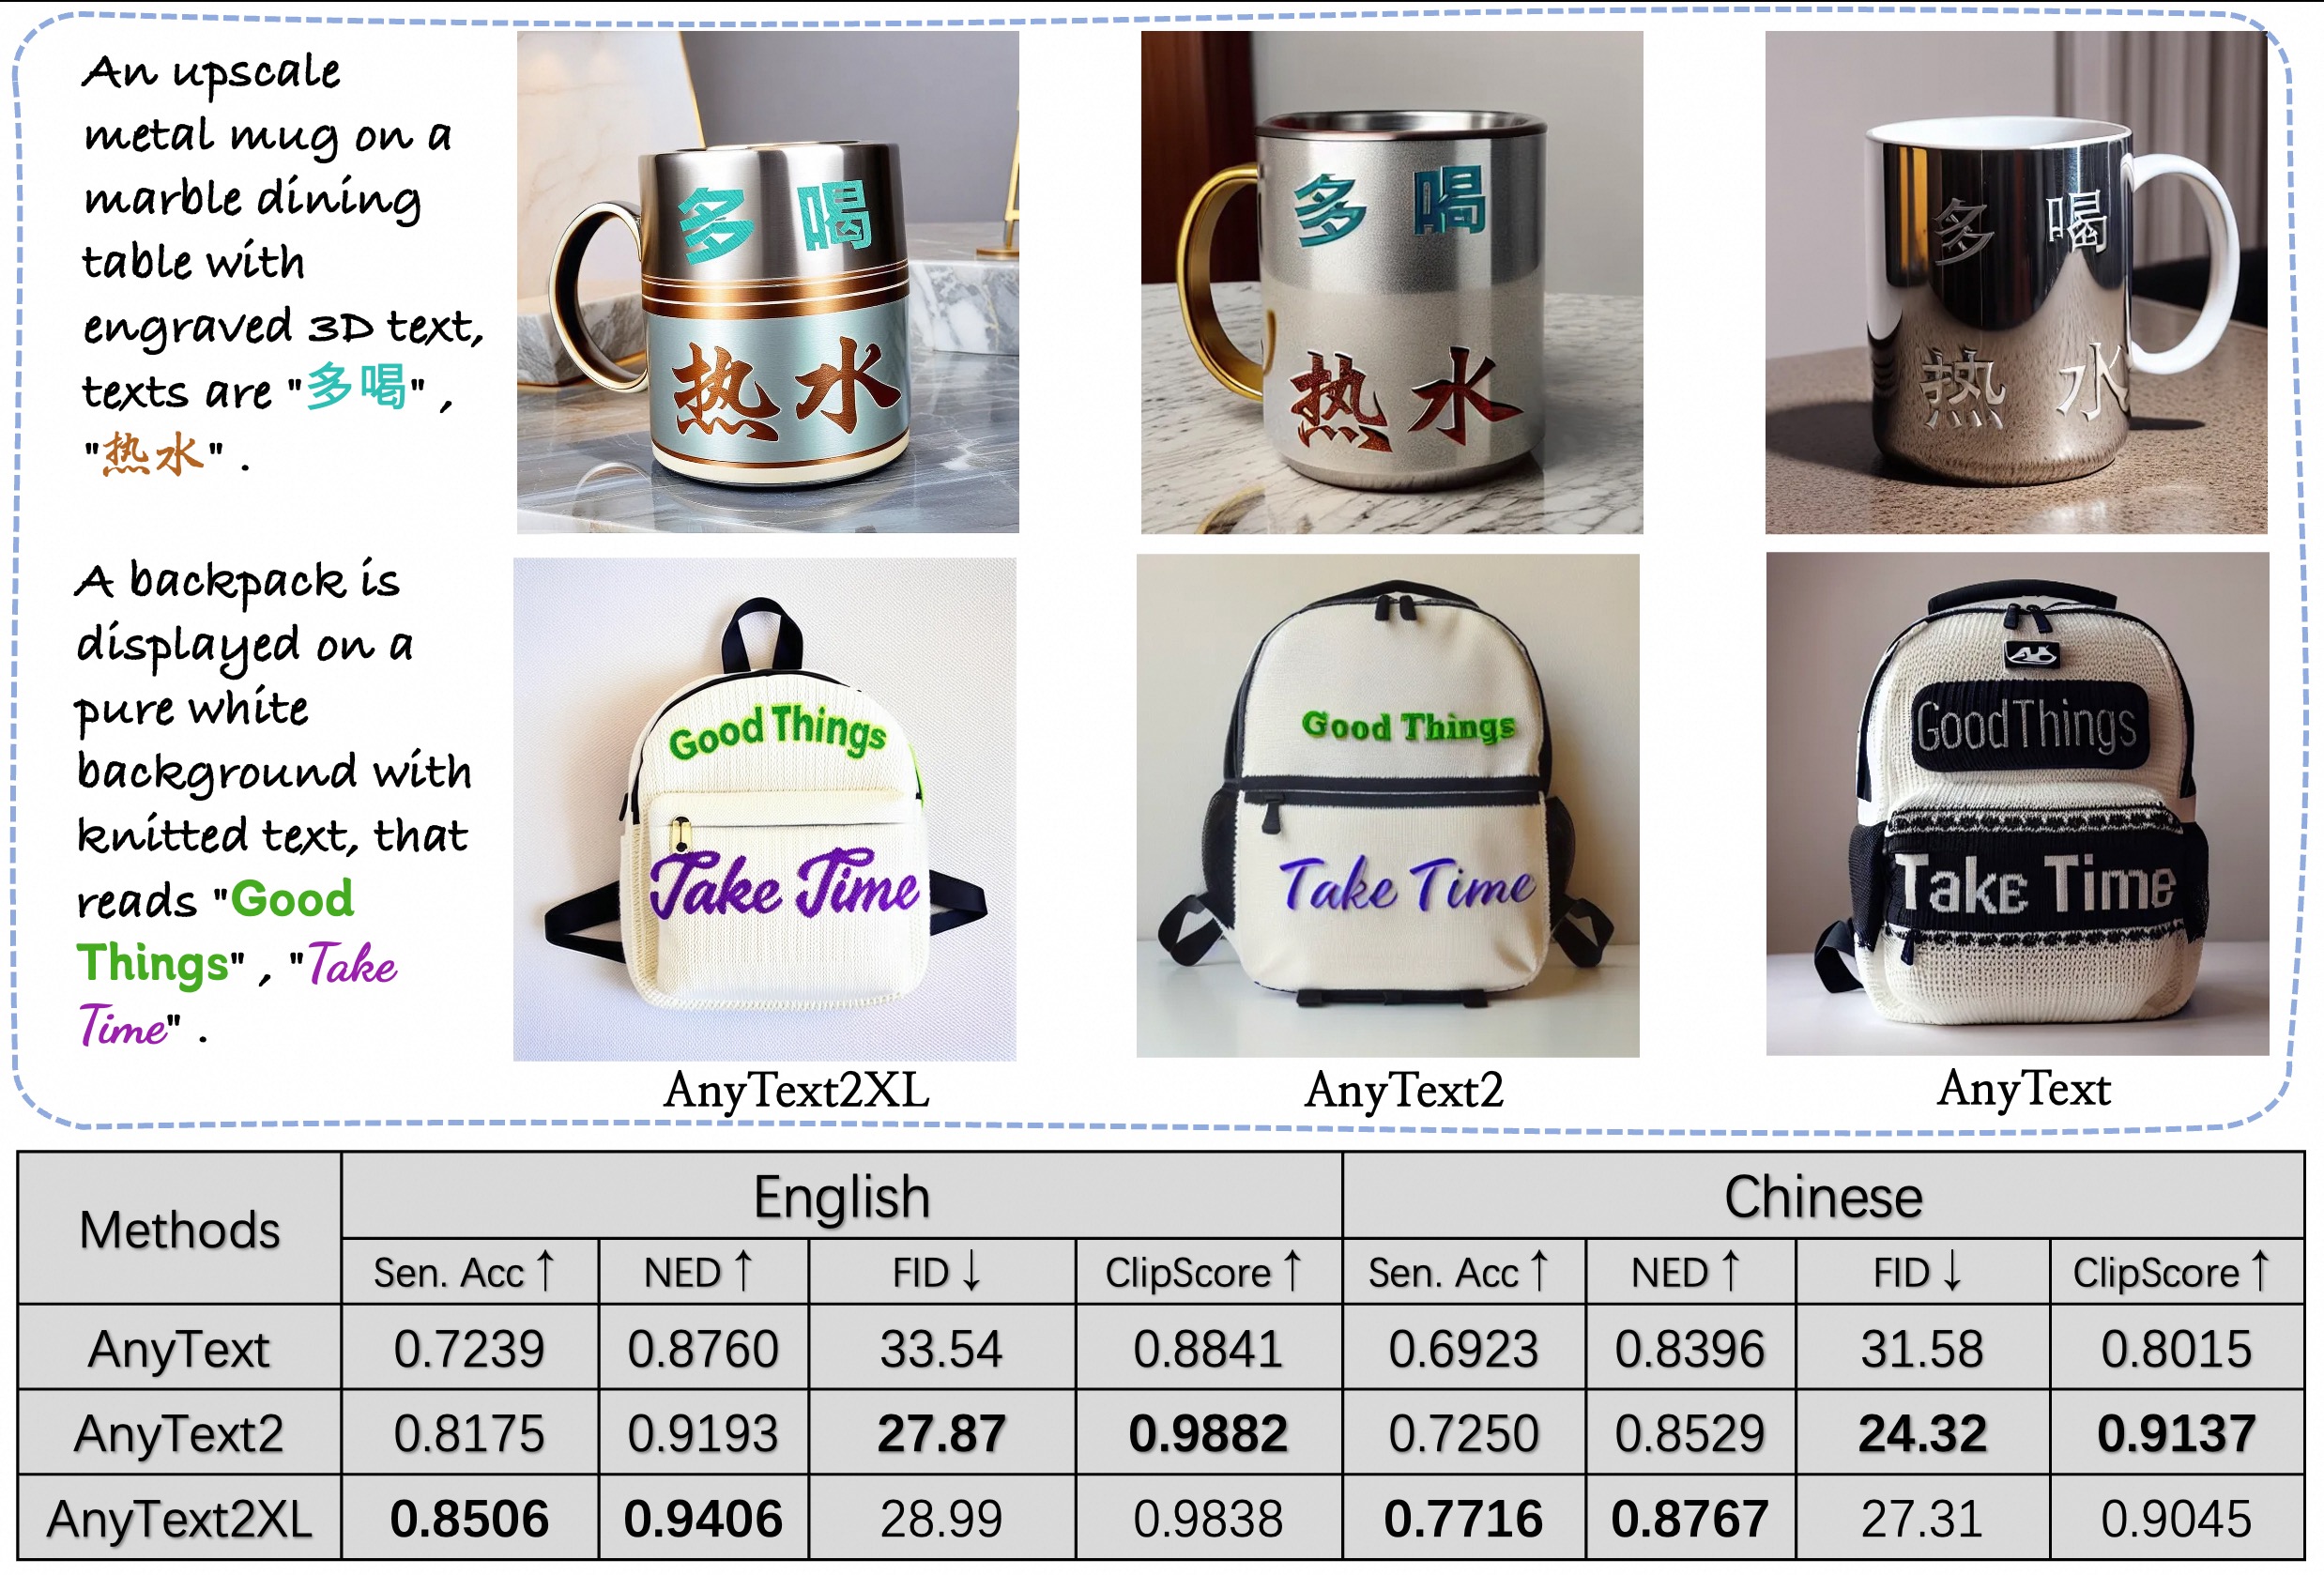 An upscale
metal mug on a
marble dining
table with
engraved 3D text,
texts are "多喝" ,
"热水" .
多 喝
热水
多 喝
热 水
多 喝
热 水
A backpack is
displayed on a
pure white
background with
knitted text, that
reads "Good
Things" , "Take
Time" .
Good Things
Take Time
Good Things
Take Time
GoodThings
Take Time
AnyText2XL AnyText2 AnyText
Methods English Chinese
Sen. Acc ↑ NED ↑ FID ↓ ClipScore ↑ Sen. Acc ↑ NED ↑ FID ↓ ClipScore ↑
AnyText 0.7239 0.8760 33.54 0.8841 0.6923 0.8396 31.58 0.8015
AnyText2 0.8175 0.9193 27.87 0.9882 0.7250 0.8529 24.32 0.9137
AnyText2XL 0.8506 0.9406 28.99 0.9838 0.7716 0.8767 27.31 0.9045